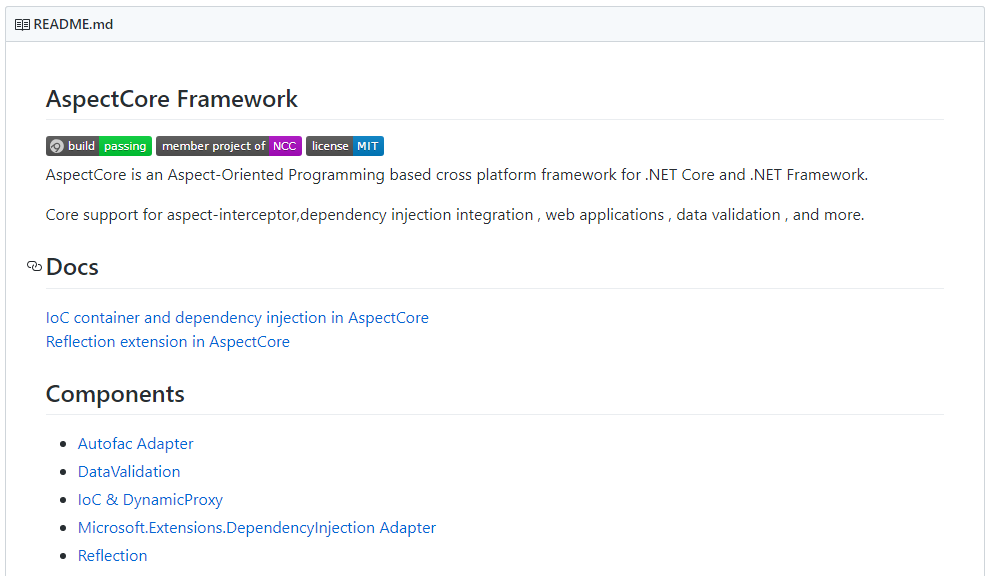 README.md
AspectCore Framework
build passing member project of NCC license MIT
AspectCore is an Aspect-Oriented Programming based cross platform framework for .NET Core and .NET Framework.
Core support for aspect-interceptor,dependency injection integration , web applications , data validation , and more.
Docs
IoC container and dependency injection in AspectCore
Reflection extension in AspectCore
Components
Autofac Adapter
DataValidation
IoC & DynamicProxy
Microsoft.Extensions.DependencyInjection Adapter
Reflection